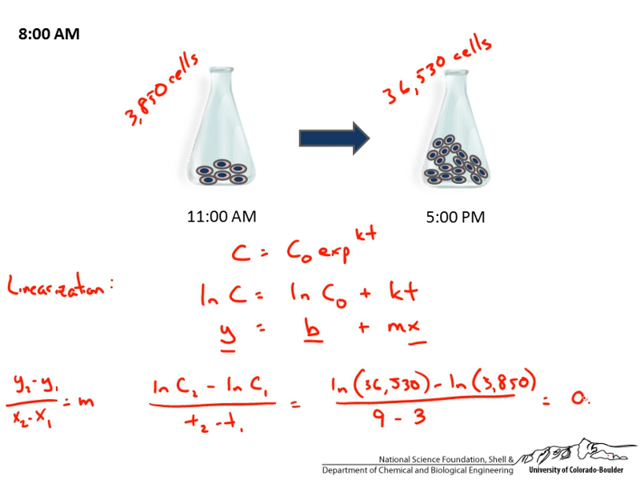 8:00 AM
3,850 cells
36,530 cells
11:00 AM
5:00 PM
C = C₀ exp^kt
Linearization:
ln C = ln C₀ + kt
y = b + mx
y₂-y₁ / x₂-x₁ = m
ln C₂ - ln C₁ / t₂ - t₁ = ln(36,530) - ln(3,850) / 9 - 3 = 0.
National Science Foundation, Shell &
Department of Chemical and Biological Engineering
University of Colorado-Boulder